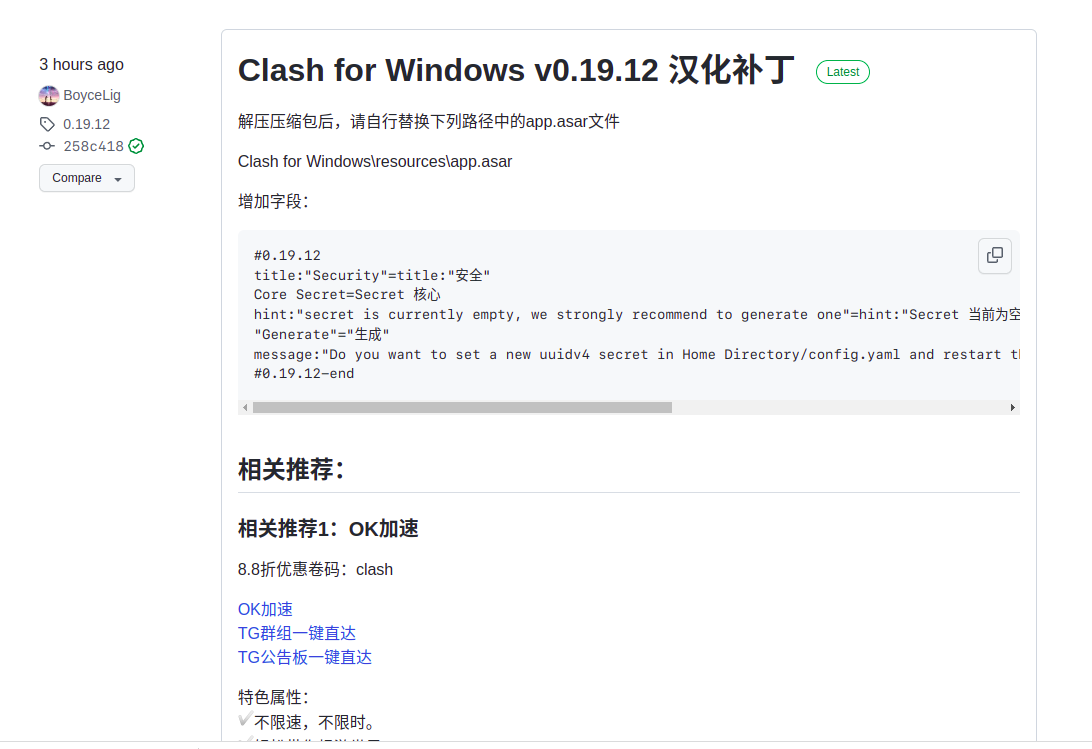 3 hours ago
BoyceLig
0.19.12
258c418
Compare
Clash for Windows v0.19.12 汉化补丁
Latest
解压压缩包后，请自行替换下列路径中的app.asar文件
Clash for Windows\resources\app.asar
增加字段：
#0.19.12
title:"Security"=title:"安全"
Core Secret=Secret 核心
hint:"secret is currently empty, we strongly recommend to generate one"=hint:"Secret 当前为空
"Generate"="生成"
message:"Do you want to set a new uuidv4 secret in Home Directory/config.yaml and restart
#0.19.12-end
相关推荐：
相关推荐1：OK加速
8.8折优惠卷码：clash
OK加速
TG群组一键直达
TG公告板一键直达
特色属性：
✔不限速，不限时。